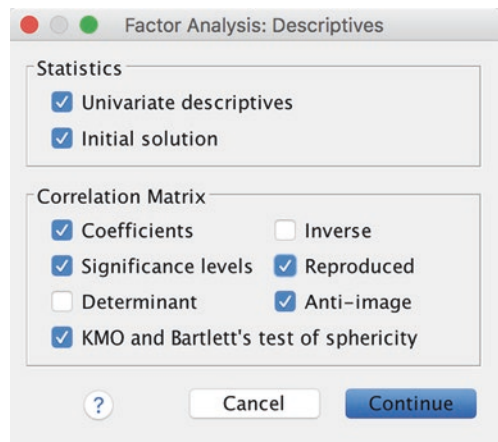 Factor Analysis: Descriptives
Statistics
Univariate descriptives
Initial solution
Correlation Matrix
Coefficients Inverse
Significance levels Reproduced
Determinant Anti-image
KMO and Bartlett's test of sphericity
? Cancel Continue